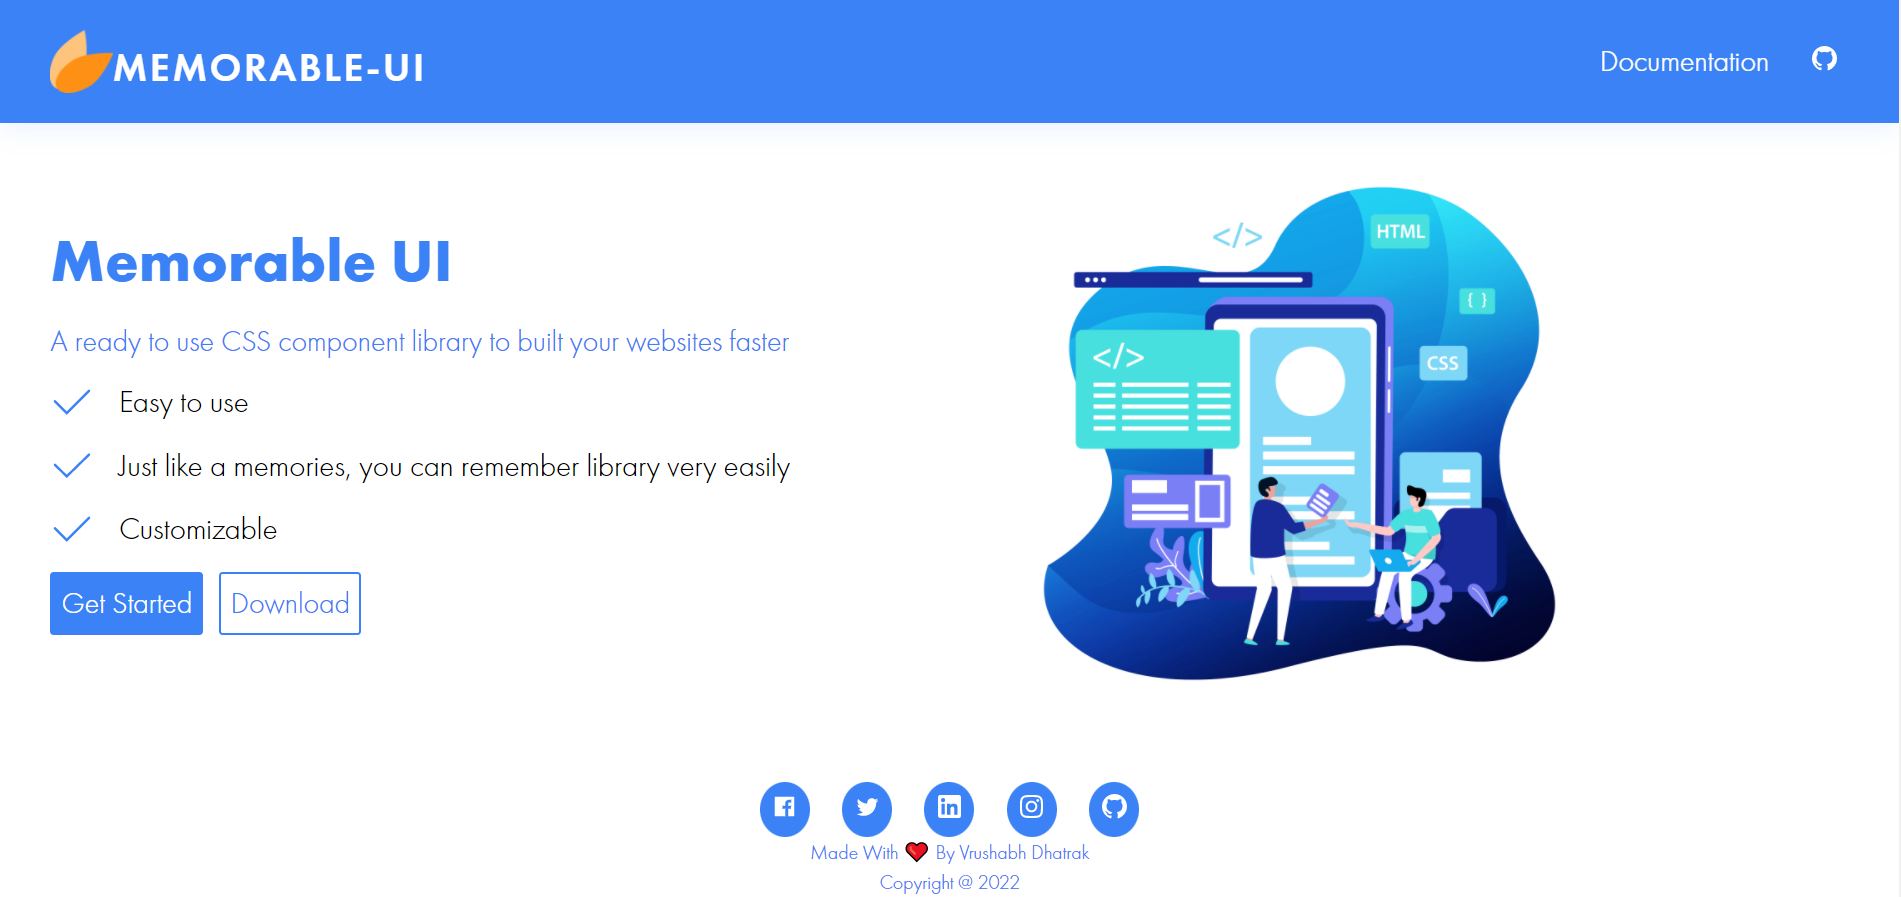 MEMORABLE-UI
Documentation
Memorable UI
A ready to use CSS component library to built your websites faster
Easy to use
Just like a memories, you can remember library very easily
Customizable
Get Started
Download
</>
HTML
{ }
</>
CSS
Made With ❤ By Vrushabh Dhatrak
Copyright @ 2022